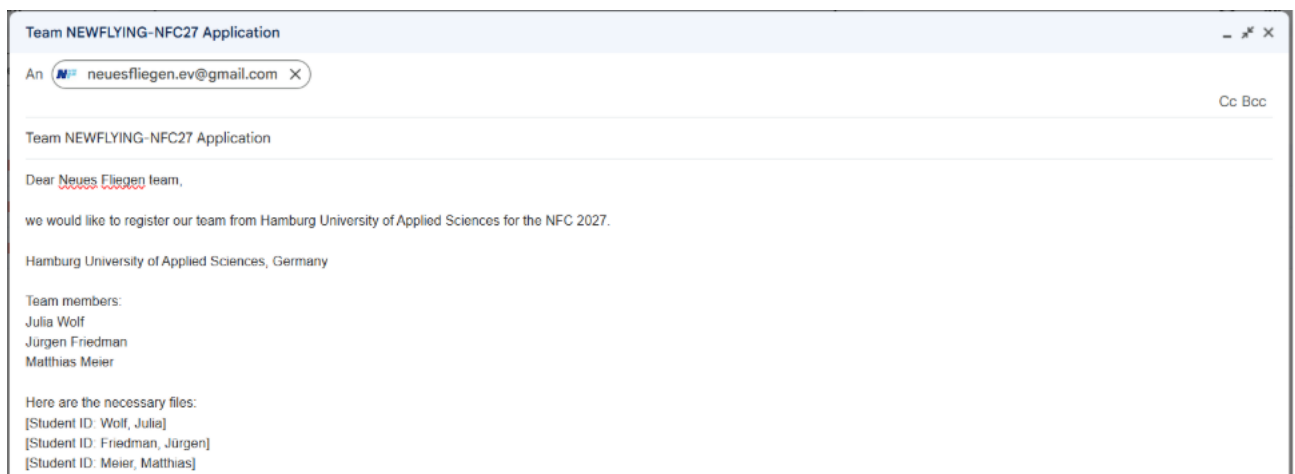 Team NEWFLYING-NFC27 Application
An neuesfliegen.ev@gmail.com
Cc Bcc
Team NEWFLYING-NFC27 Application
Dear Neues Fliegen team,
we would like to register our team from Hamburg University of Applied Sciences for the NFC 2027.
Hamburg University of Applied Sciences, Germany
Team members:
Julia Wolf
Jürgen Friedman
Matthias Meier
Here are the necessary files:
[Student ID: Wolf, Julia]
[Student ID: Friedman, Jürgen]
[Student ID: Meier, Matthias]